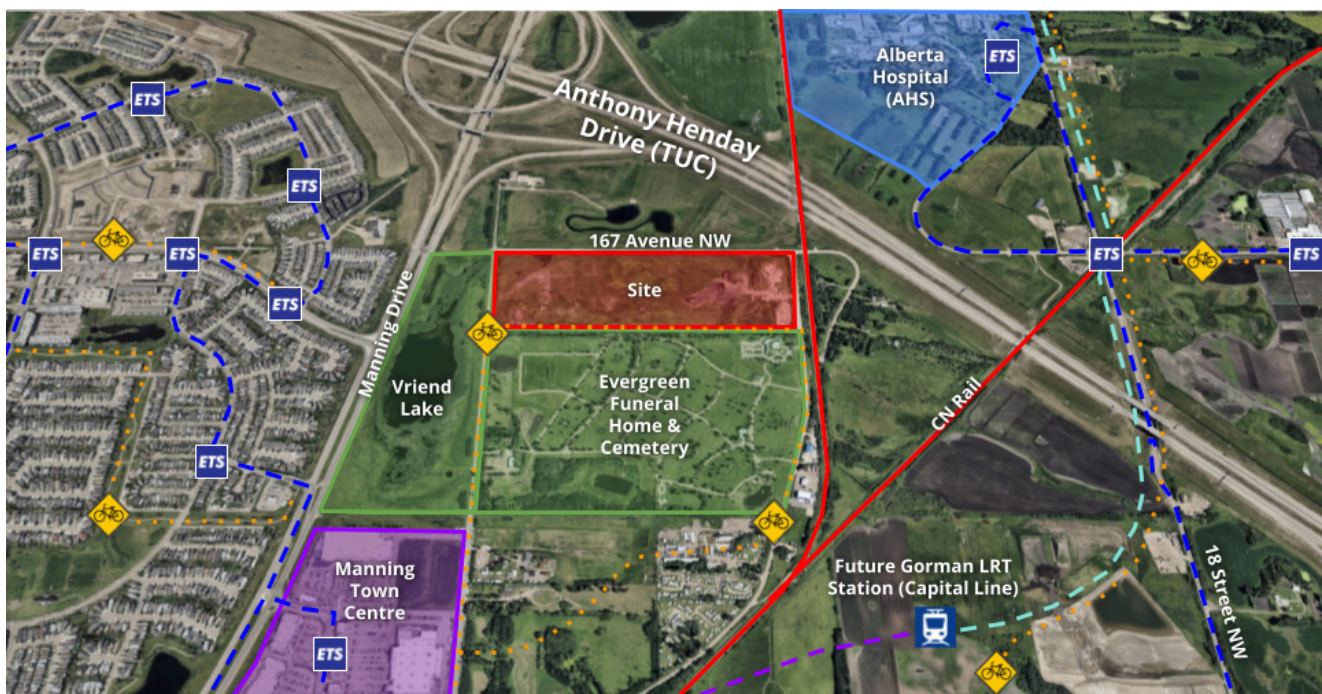 ETS
Alberta
Hospital
(AHS)
ETS
Anthony Henday
Drive (TUC)
ETS
167 Avenue NW
ETS
ETS
ETS
ETS
Site
ETS
Manning Drive
Vriend
Lake
Evergreen
Funeral
Home &
Cemetery
CN Rail
ETS
Manning
Town
Centre
Future Gorman LRT
Station (Capital Line)
18 Street NW
ETS